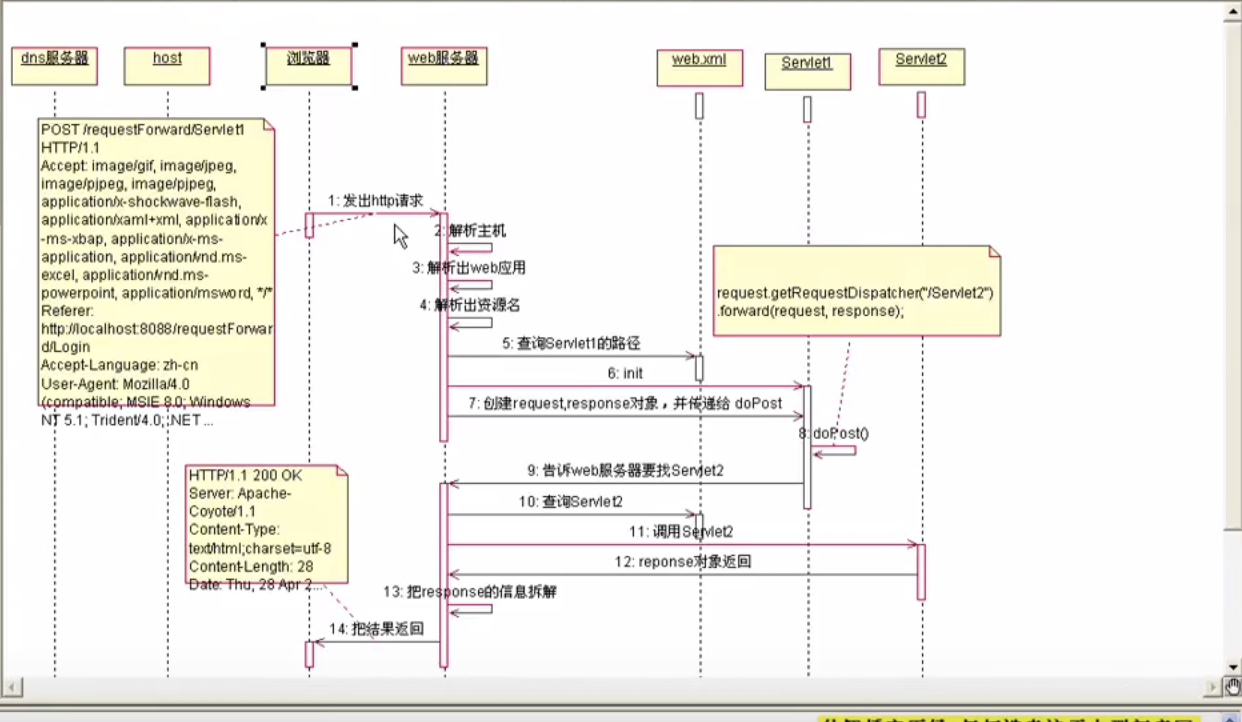 dns服务器
host
浏览器
web服务器
web.xml
Servlet1
Servlet2
POST /requestForward/Servlet1
HTTP/1.1
Accept: image/gif, image/jpeg,
image/pjpeg, image/pjpeg,
application/x-shockwave-flash,
application/xaml+xml, application/x
-ms-xbap, application/x-ms-
application, application/vnd.ms-
excel, application/vnd.ms-
powerpoint, application/msword, */*
Referer:
http://localhost:8088/requestForwar
d/Login
Accept-Language: zh-cn
User-Agent: Mozilla/4.0
(compatible; MSIE 8.0; Windows
NT 5.1; Trident/4.0; .NET ...
1: 发出http请求
2: 解析主机
3: 解析出web应用
4: 解析出资源名
request.getRequestDispatcher("/Servlet2")
.forward(request, response);
5: 查询Servlet1的路径
6: init
7: 创建request,response对象，并传递给 doPost
8: doPost()
9: 告诉web服务器要找Servlet2
HTTP/1.1 200 OK
Server: Apache-
Coyote/1.1
Content-Type:
text/html;charset=utf-8
Content-Length: 28
Date: Thu, 28 Apr 2...
10: 查询Servlet2
11: 调用Servlet2
12: reponse对象返回
13: 把response的信息拆解
14: 把结果返回